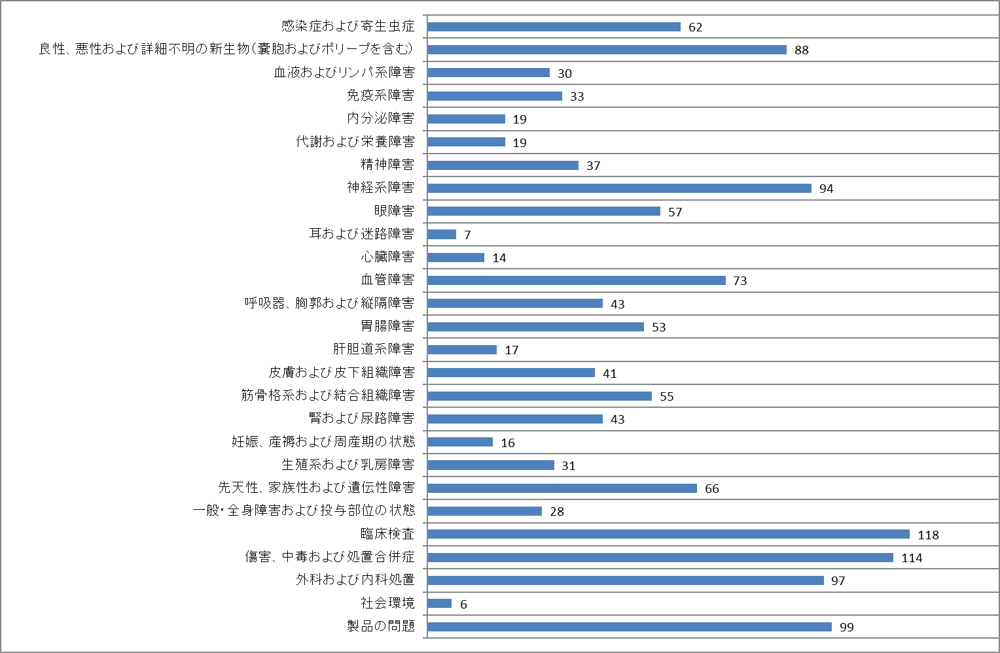 感染症および寄生虫症 62
良性、悪性および詳細不明の新生物(嚢胞およびポリープを含む) 88
血液およびリンパ系障害 30
免疫系障害 33
内分泌障害 19
代謝および栄養障害 19
精神障害 37
神経系障害 94
眼障害 57
耳および迷路障害 7
心臓障害 14
血管障害 73
呼吸器、胸郭および縦隔障害 43
胃腸障害 53
肝胆道系障害 17
皮膚および皮下組織障害 41
筋骨格系および結合組織障害 55
腎および尿路障害 43
妊娠、産褥および周産期の状態 16
生殖系および乳房障害 31
先天性、家族性および遺伝性障害 66
一般・全身障害および投与部位の状態 28
臨床検査 118
傷害、中毒および処置合併症 114
外科および内科処置 97
社会環境 6
製品の問題 99